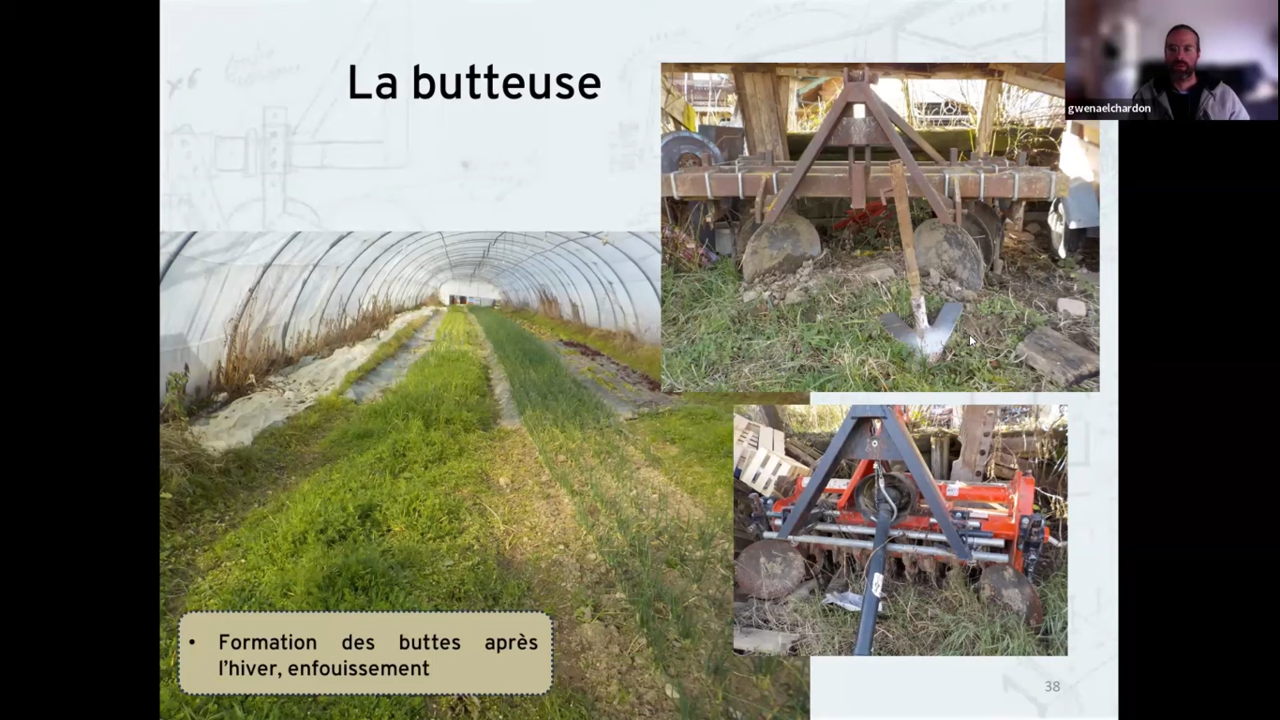 La butteuse
gwenaelchardon
• Formation des buttes après
l'hiver, enfouissement
38